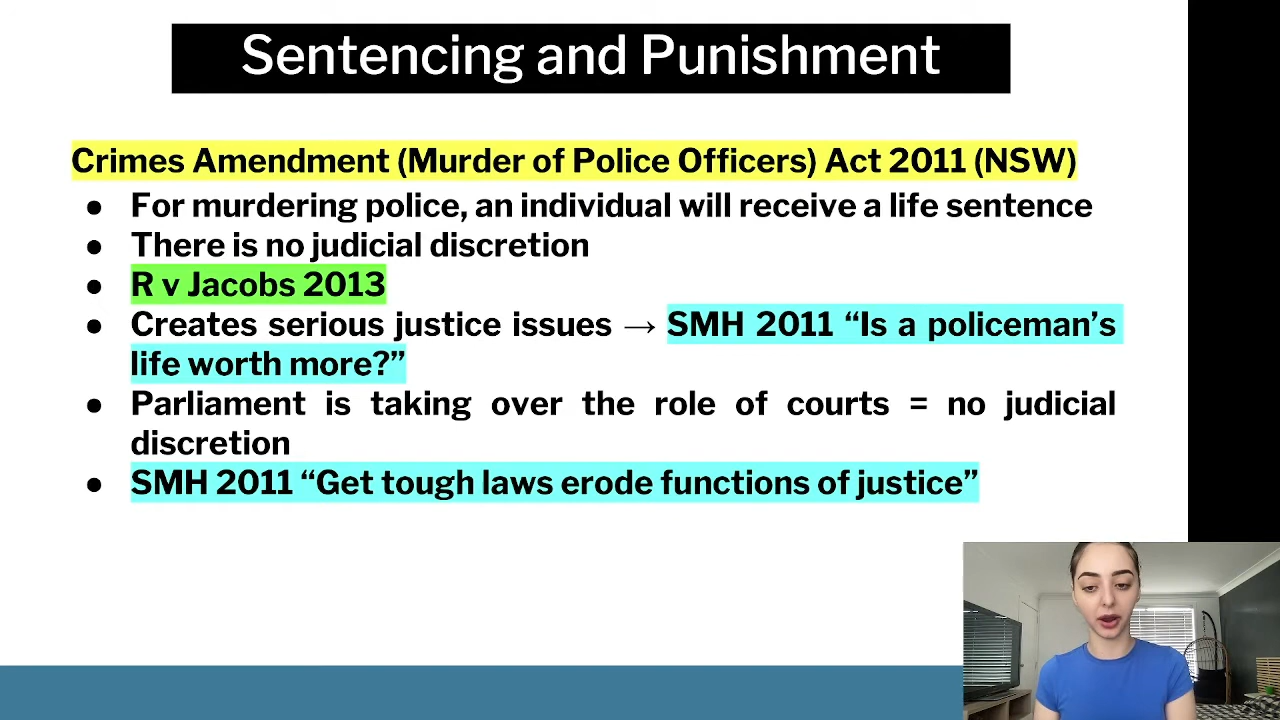 Sentencing and Punishment
Crimes Amendment (Murder of Police Officers) Act 2011 (NSW)
● For murdering police, an individual will receive a life sentence
● There is no judicial discretion
● R v Jacobs 2013
● Creates serious justice issues → SMH 2011 “Is a policeman’s
life worth more?”
● Parliament is taking over the role of courts = no judicial
discretion
● SMH 2011 “Get tough laws erode functions of justice”